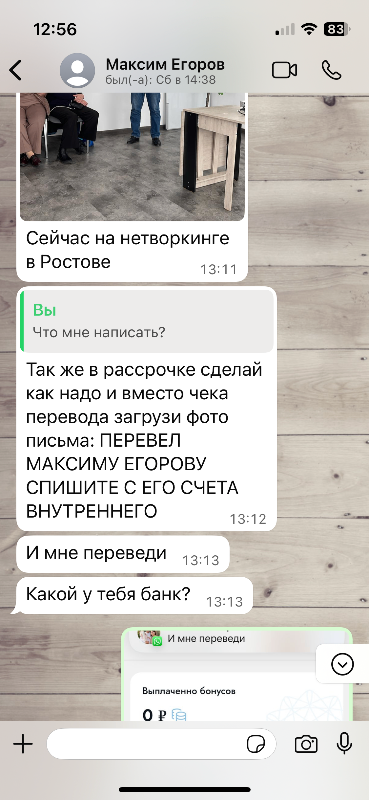 12:56
83
Максим Егоров
был(-а): Сб в 14:38
Сейчас на нетворкинге
в Ростове
13:11
Вы
Что мне написать?
Так же в рассрочке сделай
как надо и вместо чека
перевода загрузи фото
письма: ПЕРЕВЕЛ
МАКСИМУ ЕГОРОВУ
СПИШИТЕ С ЕГО СЧЕТА
ВНУТРЕННЕГО
13:12
И мне переведи
13:13
Какой у тебя банк?
13:13
И мне переведи
Выплаченно бонусов
0 ₽